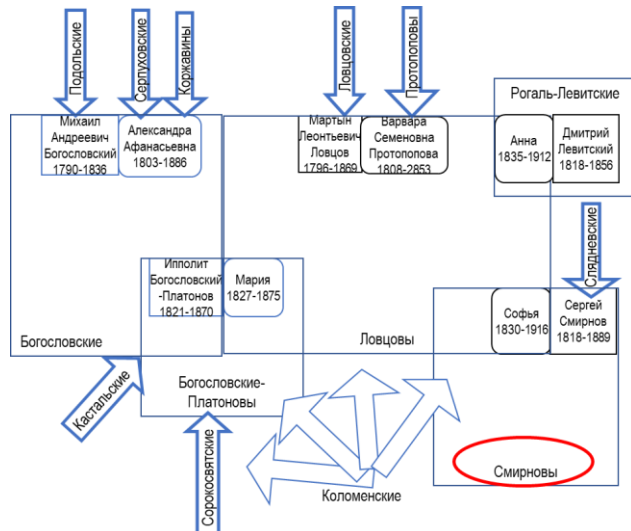 Подольские
Серпуховские
Коржавины
Ловцовские
Протопоповы
Рогаль-Левитские
Михаил
Андреевич
Богословский
1790-1836
Александра
Афанасьевна
1803-1886
Мартын
Леонтьевич
Ловцов
1796-1869
Варвара
Семеновна
Протопопова
1808-2853
Анна
1835-1912
Дмитрий
Левитский
1818-1856
Слядневские
Ипполит
Богословский
-Платонов
1821-1870
Мария
1827-1875
Софья
1830-1916
Сергей
Смирнов
1818-1889
Богословские
Ловцовы
Кастальские
Богословские-
Платоновы
Сорокосвятские
Коломенские
Смирновы